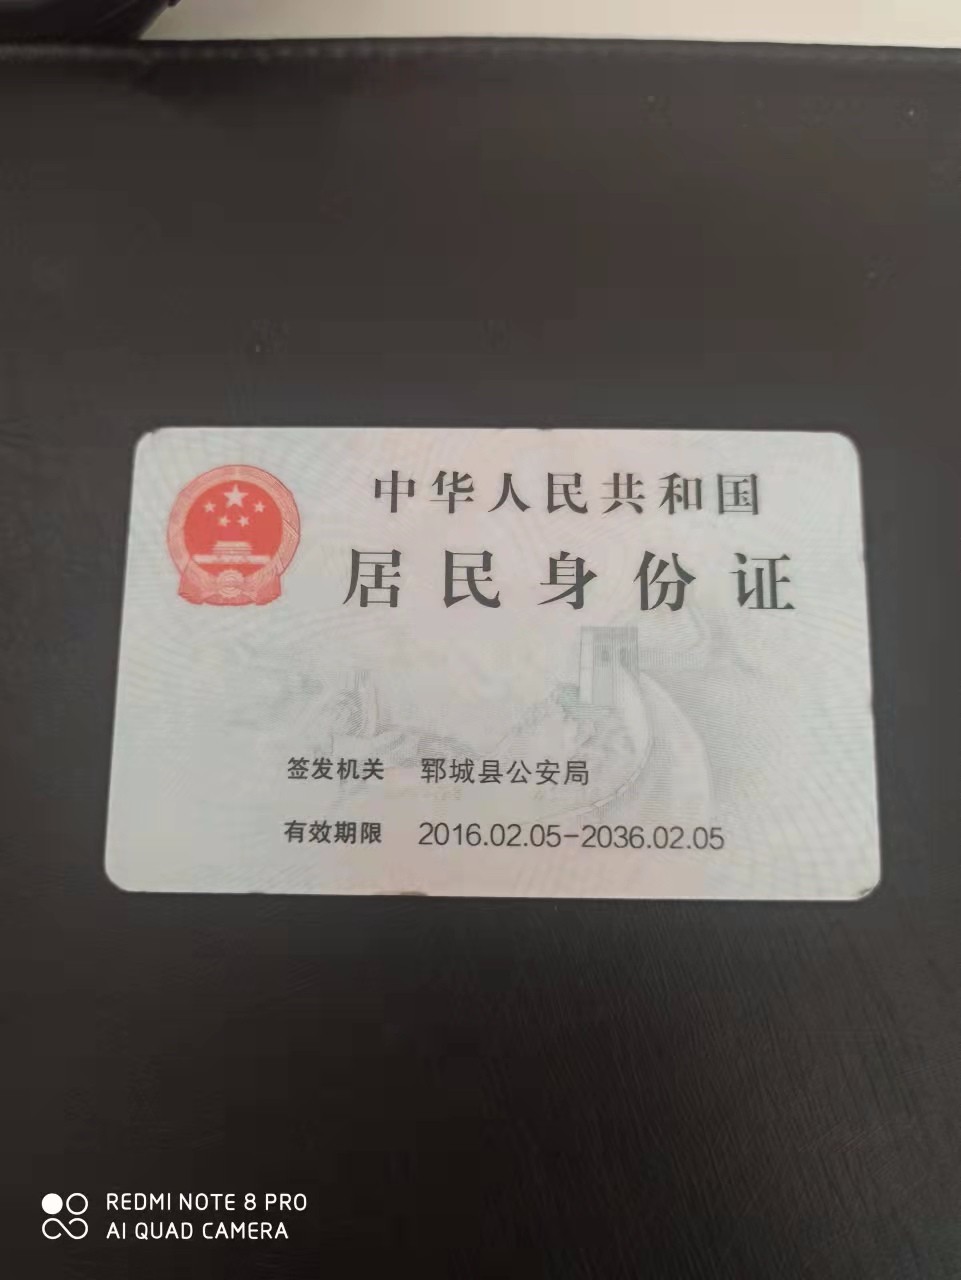 中华人民共和国
居民身份证
签发机关 郓城县公安局
有效期限 2016.02.05-2036.02.05
REDMI NOTE 8 PRO
AI QUAD CAMERA